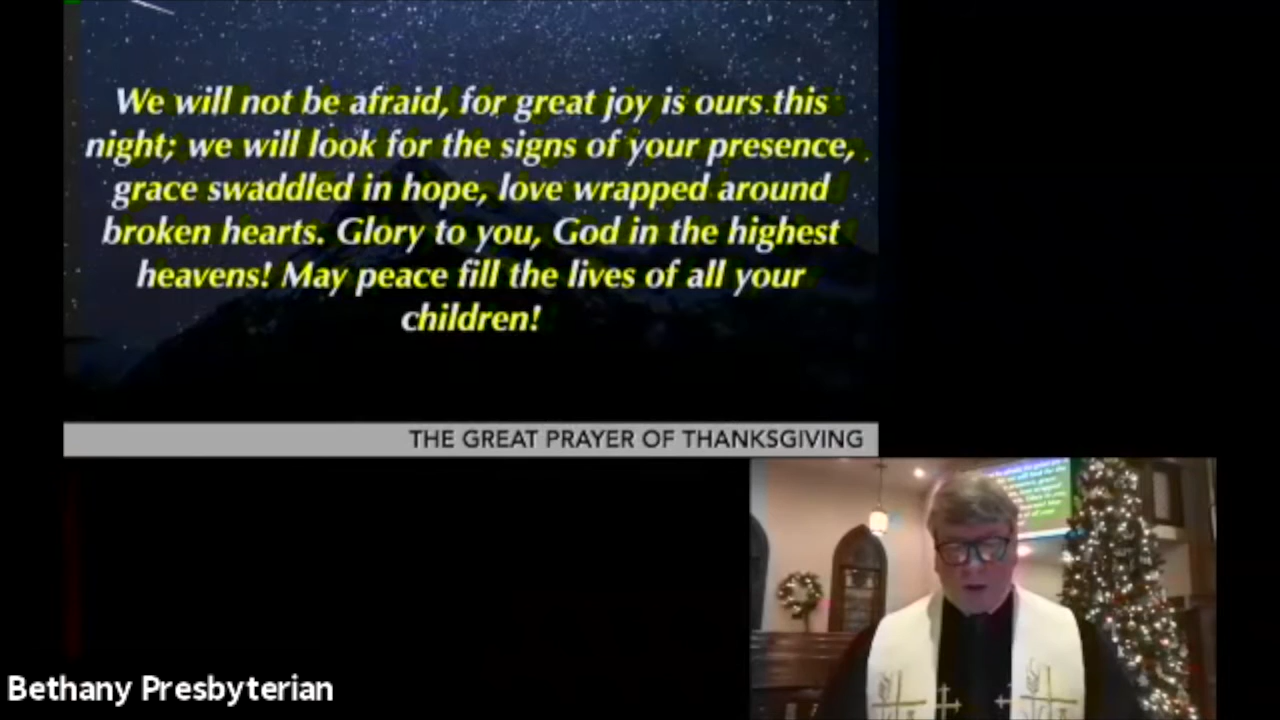 We will not be afraid, for great joy is ours this
night; we will look for the signs of your presence,
grace swaddled in hope, love wrapped around
broken hearts. Glory to you, God in the highest
heavens! May peace fill the lives of all your
children!
THE GREAT PRAYER OF THANKSGIVING
Bethany Presbyterian